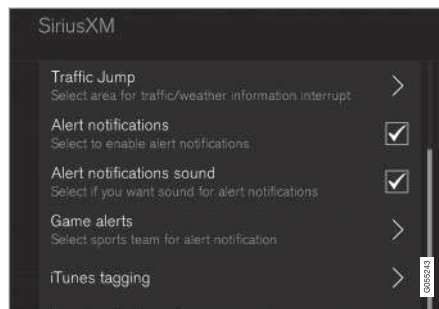 SiriusXM
Traffic Jump
Select area for traffic/weather information interrupt
Alert notifications
Select to enable alert notifications
Alert notifications sound
Select if you want sound for alert notifications
Game alerts
Select sports team for alert notification
iTunes tagging
G055243